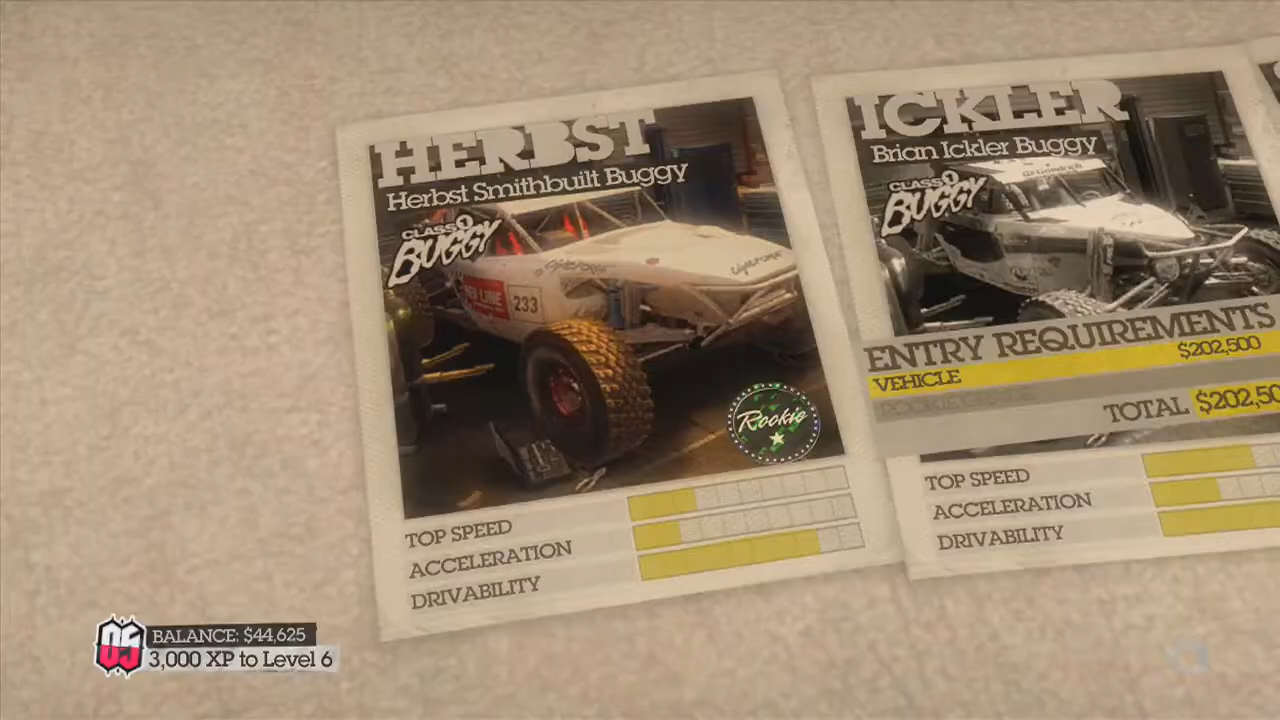 HERBST
Herbst Smithbuilt Buggy
CLASS 1
BUGGY
233
Rookie
TOP SPEED
ACCELERATION
DRIVABILITY
ICKLER
Brian Ickler Buggy
CLASS 1
BUGGY
ENTRY REQUIREMENTS
VEHICLE $202,500
TOTAL
TOP SPEED
ACCELERATION
DRIVABILITY
05
BALANCE: $44,625
3,000 XP to Level 6